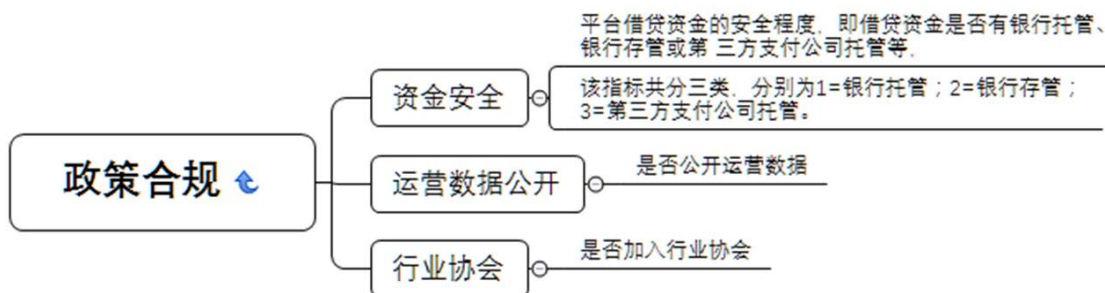 平台借贷资金的安全程度，即借贷资金是否有银行托管、
银行存管或第 三方支付公司托管等，
资金安全
该指标共分三类，分别为1=银行托管；2=银行存管；
3=第三方支付公司托管。
政策合规
运营数据公开
是否公开运营数据
行业协会
是否加入行业协会